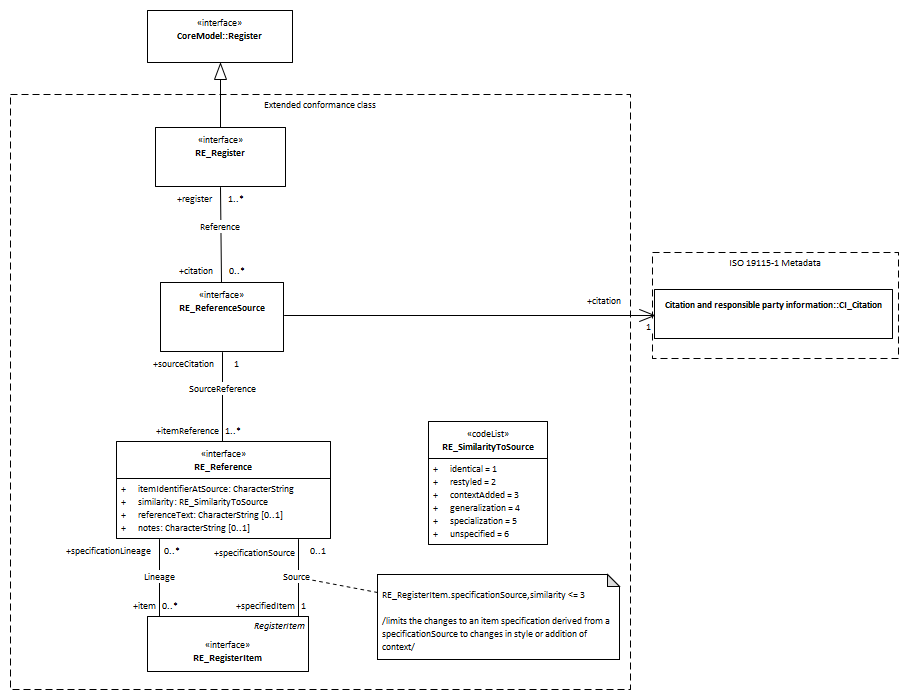 «interface»
CoreModel::Register
Extended conformance class
«interface»
RE_Register
+register 1..*
Reference
+citation 0..*
«interface»
RE_ReferenceSource
+citation
1
ISO 19115-1 Metadata
Citation and responsible party information::CI_Citation
+sourceCitation 1
SourceReference
+itemReference 1..*
«interface»
RE_Reference
+ itemIdentifierAtSource: CharacterString
+ similarity: RE_SimilarityToSource
+ referenceText: CharacterString [0..1]
+ notes: CharacterString [0..1]
«codeList»
RE_SimilarityToSource
+ identical = 1
+ restyled = 2
+ contextAdded = 3
+ generalization = 4
+ specialization = 5
+ unspecified = 6
+specificationLineage 0..*
+specificationSource 0..1
Lineage
Source
+item 0..*
+specifiedItem 1
RE_RegisterItem.specificationSource,similarity <= 3
/limits the changes to an item specification derived from a
specificationSource to changes in style or addition of
context/
RegisterItem
«interface»
RE_RegisterItem